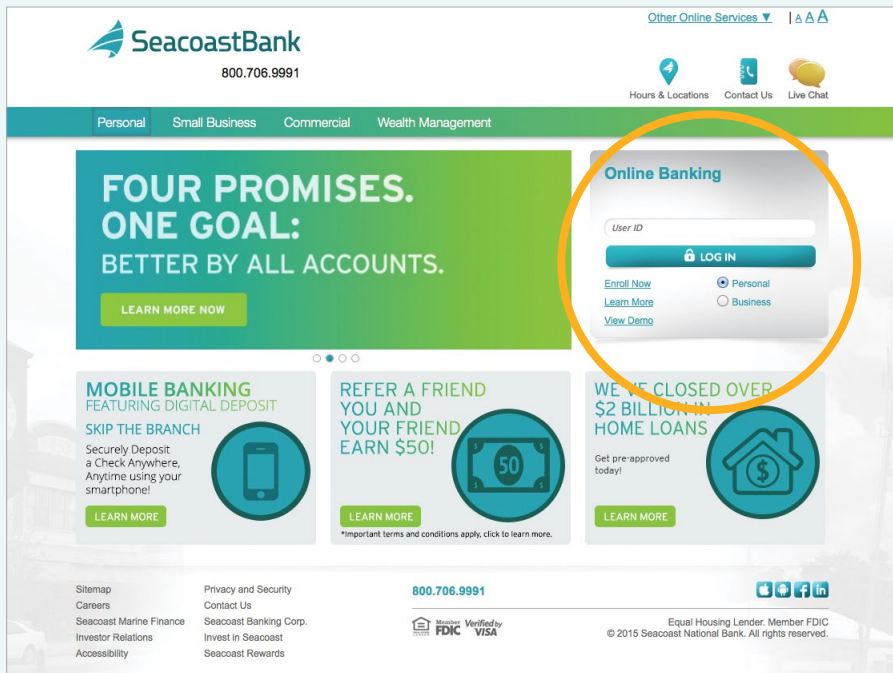 Other Online Services ▼ | A A A
SeacoastBank
800.706.9991
Hours & Locations Contact Us Live Chat
Personal Small Business Commercial Wealth Management
FOUR PROMISES.
ONE GOAL:
BETTER BY ALL ACCOUNTS.
LEARN MORE NOW
Online Banking
User ID
LOG IN
Enroll Now Personal
Learn More Business
View Demo
MOBILE BANKING
FEATURING DIGITAL DEPOSIT
SKIP THE BRANCH
Securely Deposit
a Check Anywhere,
Anytime using your
smartphone!
LEARN MORE
REFER A FRIEND
YOU AND
YOUR FRIEND
EARN $50!
50
LEARN MORE
*Important terms and conditions apply, click to learn more.
WE'VE CLOSED OVER
$2 BILLION IN
HOME LOANS
Get pre-approved
today!
$
LEARN MORE
Sitemap
Careers
Seacoast Marine Finance
Investor Relations
Accessibility
Privacy and Security
Contact Us
Seacoast Banking Corp.
Invest in Seacoast
Seacoast Rewards
800.706.9991
Member
FDIC
Verified by
VISA
f in
Equal Housing Lender. Member FDIC
© 2015 Seacoast National Bank. All rights reserved.